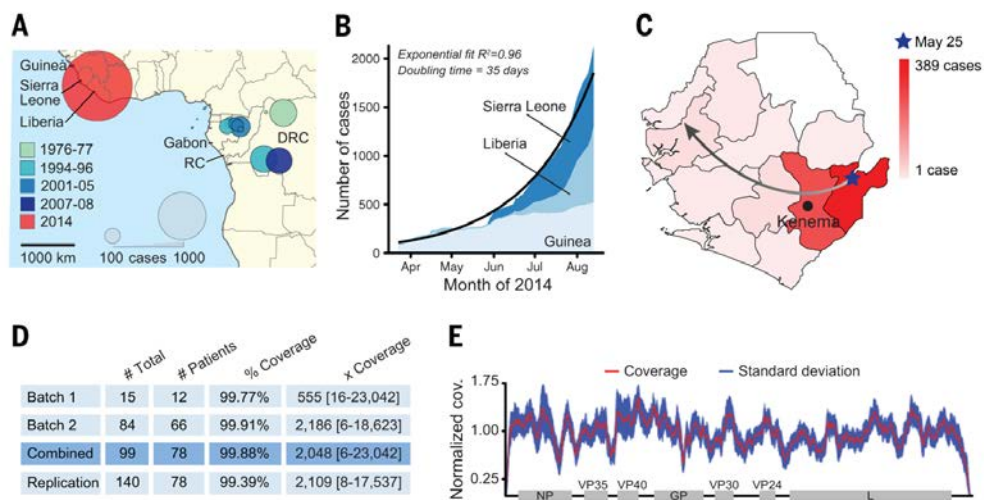 A
Guinea
Sierra
Leone
Liberia
Gabon
RC
DRC
1976-77
1994-96
2001-05
2007-08
2014
1000 km
100 cases 1000
B
Exponential fit R²=0.96
Doubling time = 35 days
Number of cases
2000
1500
1000
500
0
Sierra Leone
Liberia
Guinea
Apr May Jun Jul Aug
Month of 2014
C
May 25
389 cases
1 case
Kenema
D
# Total # Patients % Coverage x Coverage
Batch 1 15 12 99.77% 555 [16-23,042]
Batch 2 84 66 99.91% 2,186 [6-18,623]
Combined 99 78 99.88% 2,048 [6-23,042]
Replication 140 78 99.39% 2,109 [8-17,537]
E
Coverage Standard deviation
Normalized cov.
1.75
1.00
0.25
NP VP35 VP40 GP VP30 VP24 L